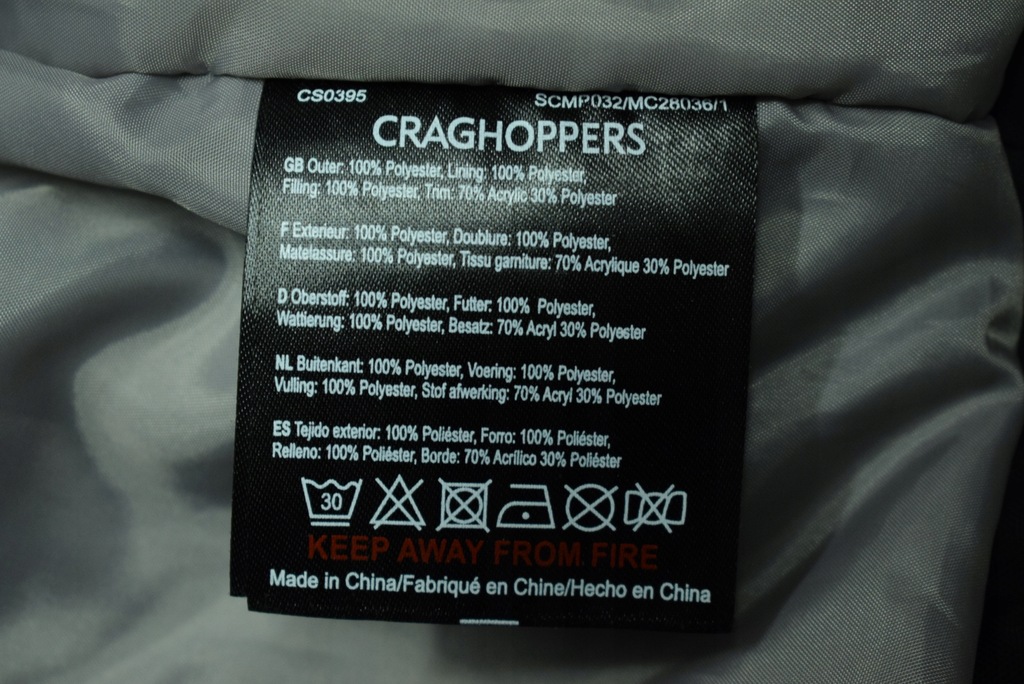 CS0395 SCMP032/MC28036/1
CRAGHOPPERS
GB Outer: 100% Polyester, Lining: 100% Polyester,
Filling: 100% Polyester, Trim: 70% Acrylic 30% Polyester
F Exterieur: 100% Polyester, Doublure: 100% Polyester,
Matelassure: 100% Polyester, Tissu garniture: 70% Acrylique 30% Polyester
D Oberstoff: 100% Polyester, Futter: 100% Polyester,
Wattierung: 100% Polyester, Besatz: 70% Acryl 30% Polyester
NL Buitenkant: 100% Polyester, Voering: 100% Polyester,
Vulling: 100% Polyester, Stof afwerking: 70% Acryl 30% Polyester
ES Tejido exterior: 100% Poliéster, Forro: 100% Poliéster,
Relleno: 100% Poliéster, Borde: 70% Acrílico 30% Poliéster
30
KEEP AWAY FROM FIRE
Made in China/Fabriqué en Chine/Hecho en China